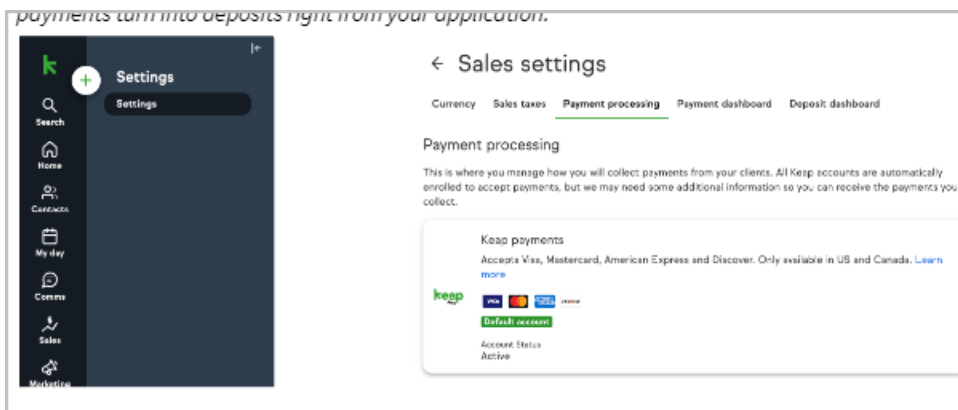 payments turn into deposits right from your application.
Settings
Settings
Search
Home
Contacts
My day
Comms
Sales
Marketing
← Sales settings
Currency Sales taxes Payment processing Payment dashboard Deposit dashboard
Payment processing
This is where you manage how you will collect payments from your clients. All Keap accounts are automatically
enrolled to accept payments, but we may need some additional information so you can receive the payments you
collect.
Keap payments
Accepts Visa, Mastercard, American Express and Discover. Only available in US and Canada. Learn
more
keap
VISA
Default account
Account Status
Active